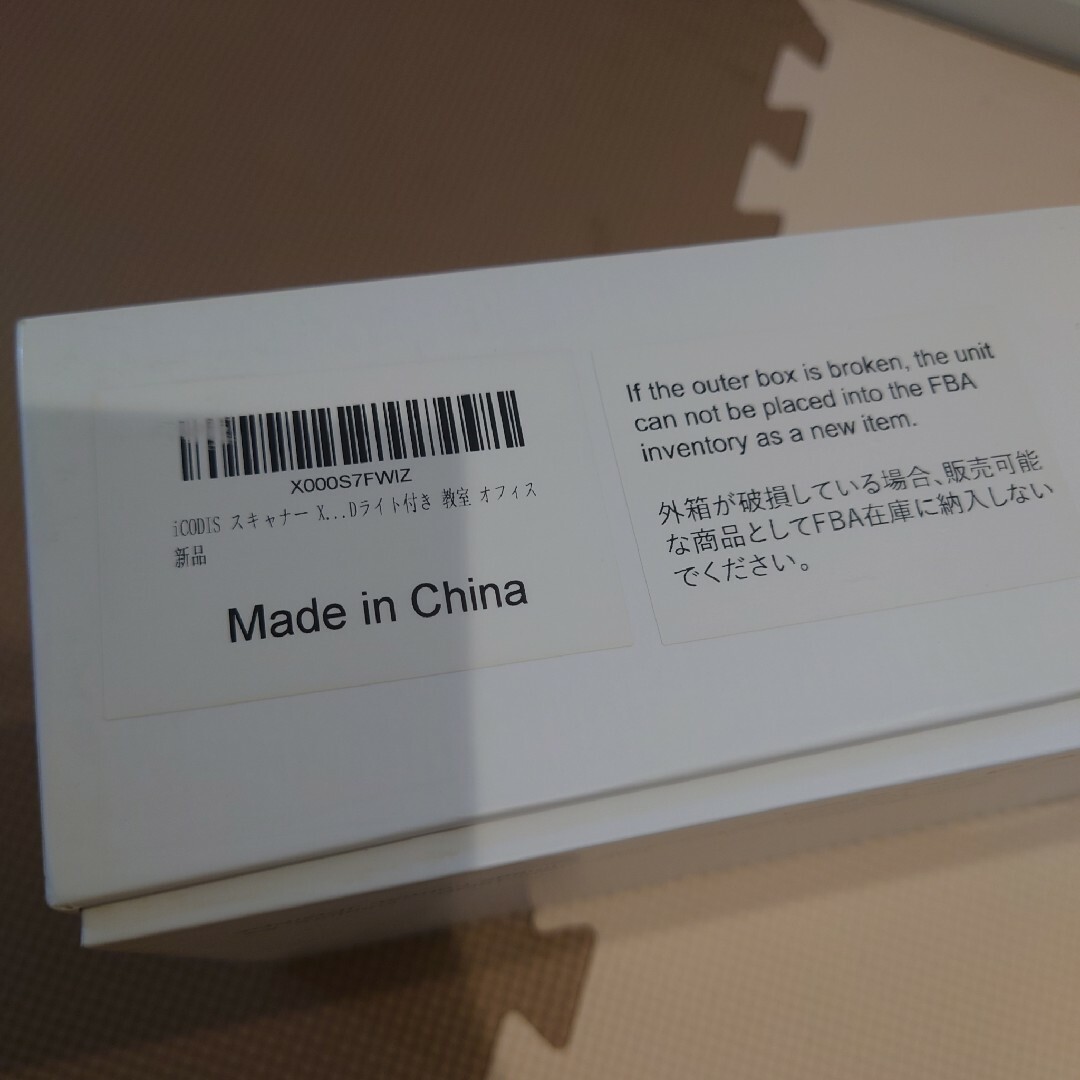 X000S7FWIZ
iCODIS スキャナー X...Dライト付き 教室 オフィス
新品
Made in China
If the outer box is broken, the unit
can not be placed into the FBA
inventory as a new item.
外箱が破損している場合、販売可能
な商品としてFBA在庫に納入しない
でください。